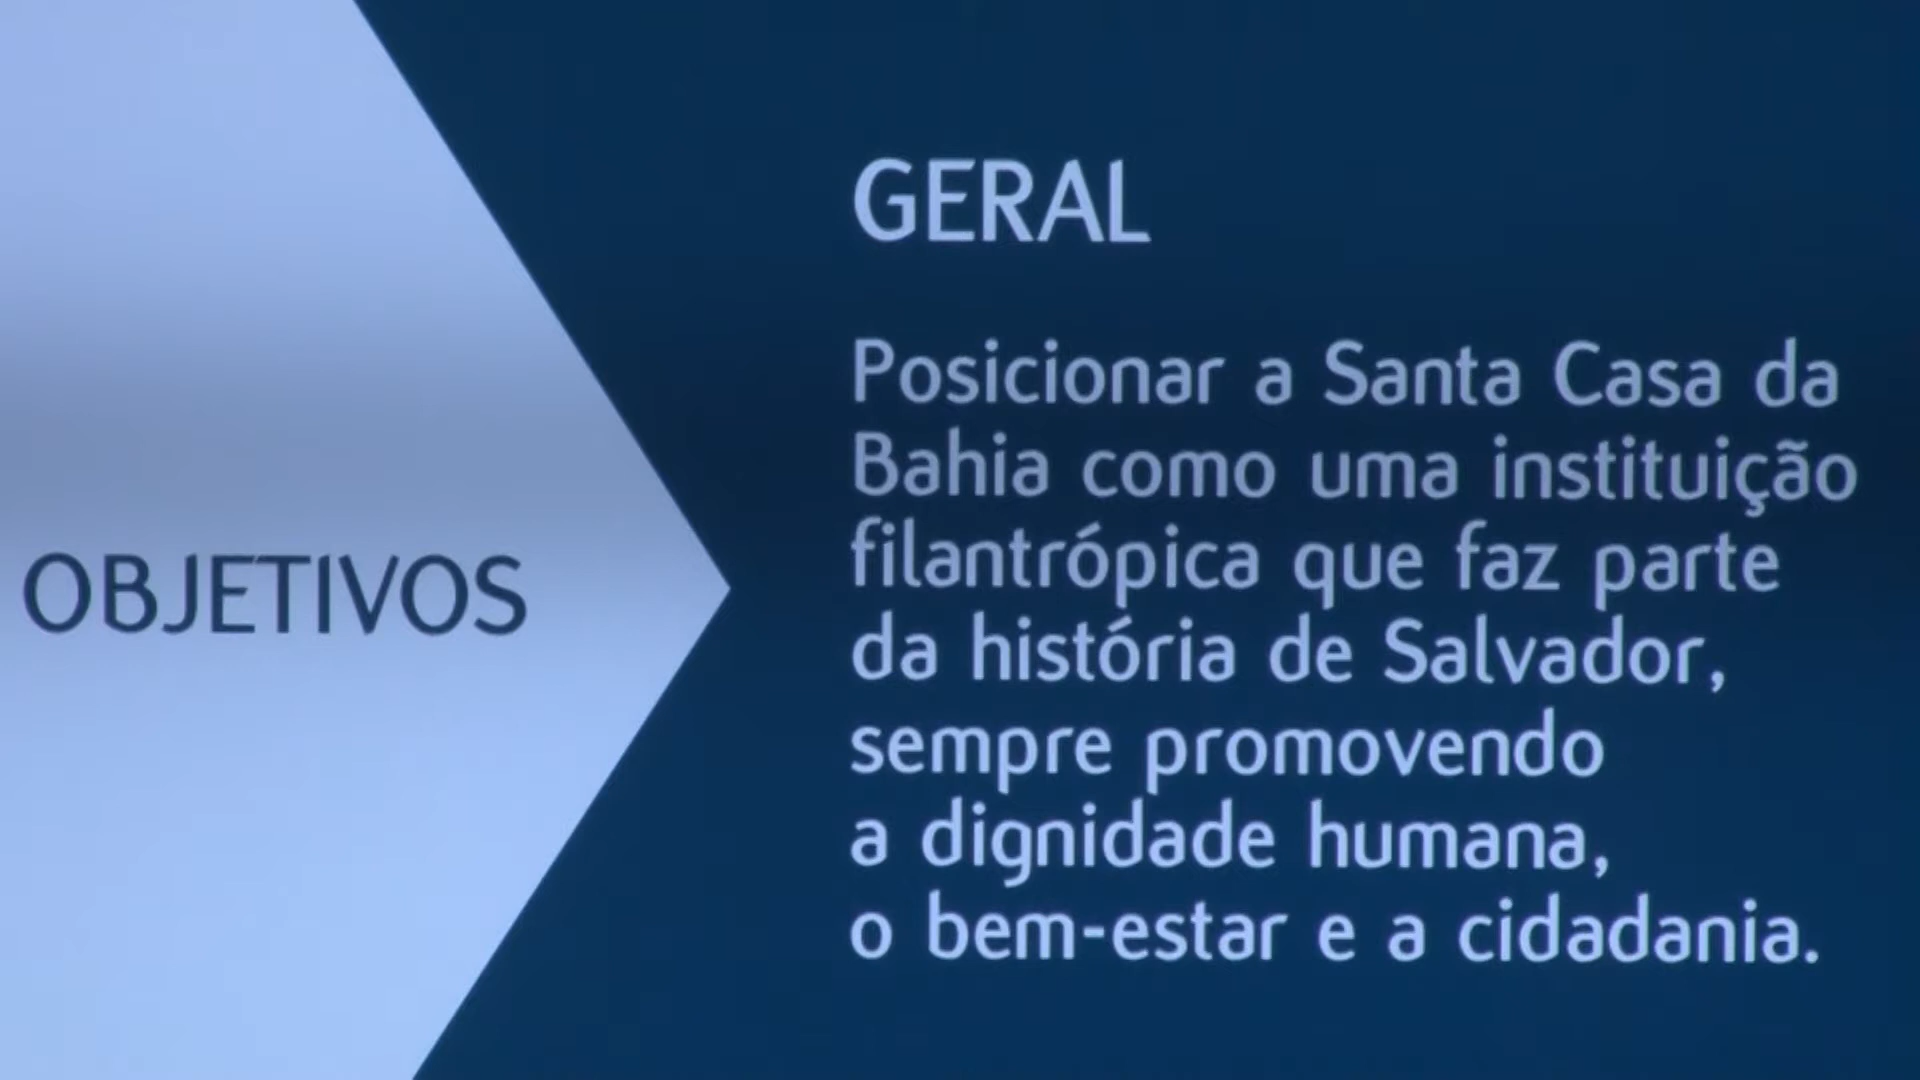 OBJETIVOS
GERAL
Posicionar a Santa Casa da
Bahia como uma instituição
filantrópica que faz parte
da história de Salvador,
sempre promovendo
a dignidade humana,
o bem-estar e a cidadania.